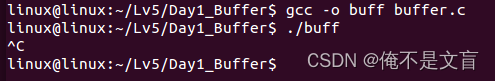 linux@linux:~/Lv5/Day1_Buffer$ gcc -o buff buffer.c
linux@linux:~/Lv5/Day1_Buffer$ ./buff
^C
linux@linux:~/Lv5/Day1_Buffer$
CSDN @俺不是文盲